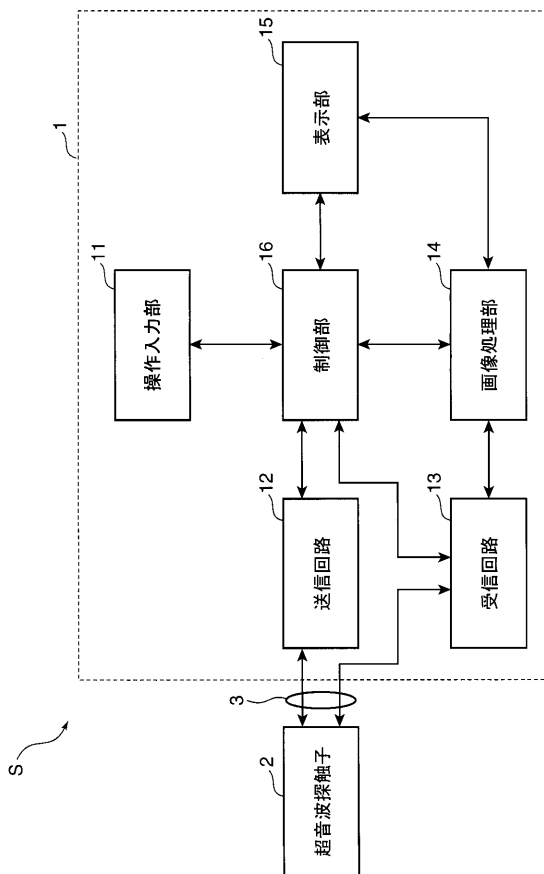 S
1
11
操作入力部
15
表示部
16
制御部
12
送信回路
14
画像処理部
13
受信回路
3
2
超音波探触子